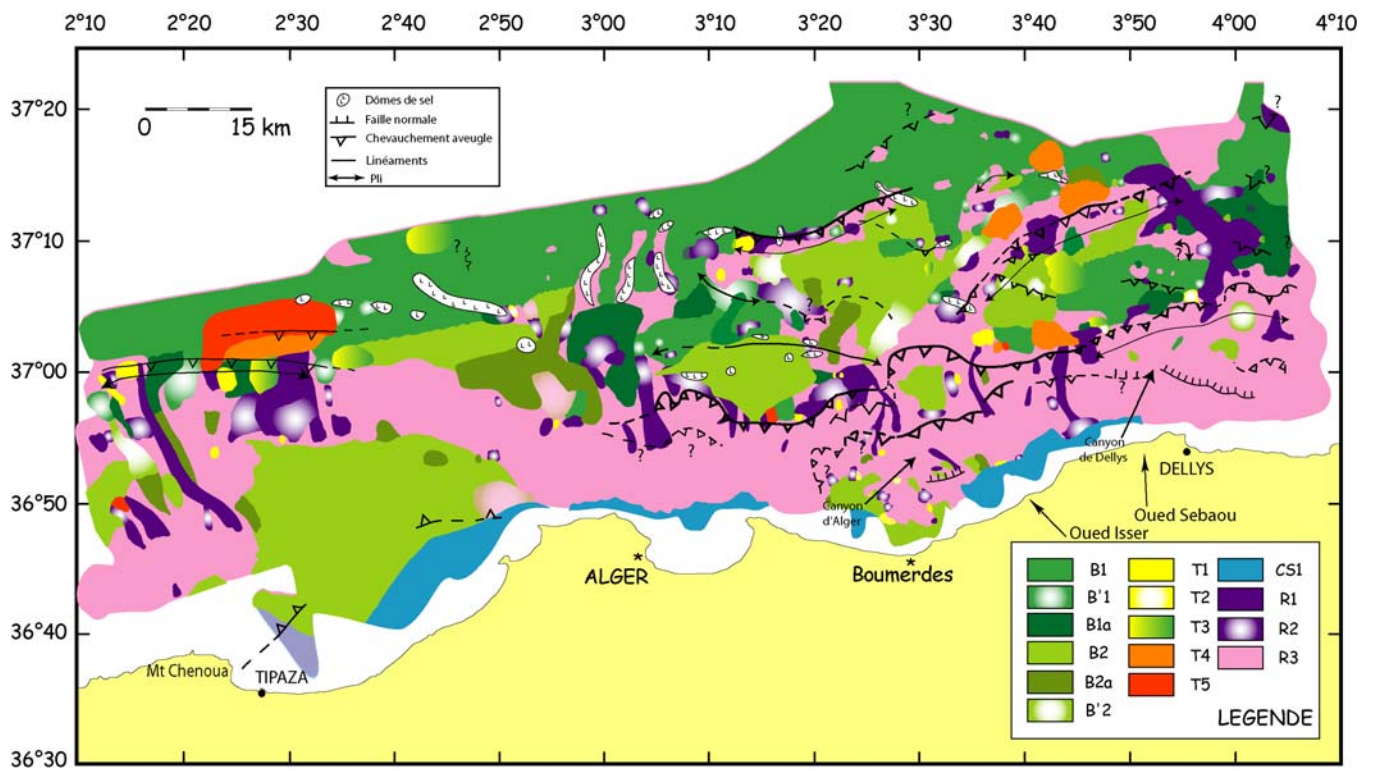 2°10 2°20 2°30 2°40 2°50 3°00 3°10 3°20 3°30 3°40 3°50 4°00 4°10
37°20
37°10
37°00
36°50
36°40
36°30
0 15 km
Dômes de sel
Faille normale
Chevauchement aveugle
Linéaments
Pli
?
?
?
?
?
?
?
?
?
?
?
?
Canyon
de Dellys
DELLYS
Canyon
d'Alger
Oued Sebaou
Oued Isser
ALGER
*
Boumerdes
*
Mt Chenoua
TIPAZA
B1 T1 CS1
B'1 T2 R1
B1a T3 R2
B2 T4 R3
B2a T5
B'2
LEGENDE